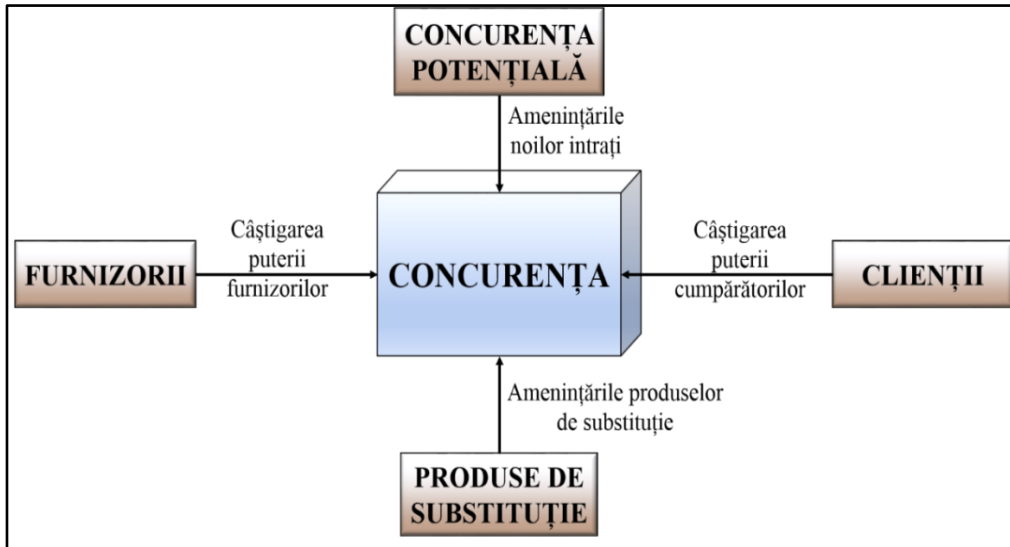 CONCURENȚA
POTENȚIALĂ
Amenințările
noilor intrați
FURNIZORII
Câștigarea
puterii
furnizorilor
CONCURENȚA
Câștigarea
puterii
cumpărătorilor
CLIENȚII
Amenințările produselor
de substituție
PRODUSE DE
SUBSTITUȚIE